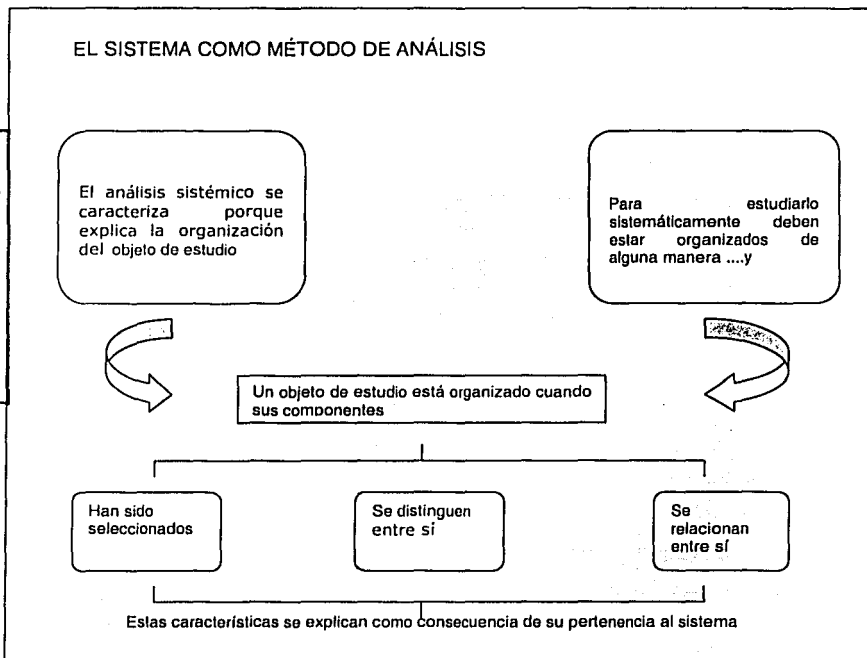 EL SISTEMA COMO MÉTODO DE ANÁLISIS
El análisis sistémico se
caracteriza porque
explica la organización
del objeto de estudio
Para estudiarlo
sistemáticamente deben
estar organizados de
alguna manera ....y
Un objeto de estudio está organizado cuando
sus componentes
Han sido
seleccionados
Se distinguen
entre sí
Se
relacionan
entre sí
Estas características se explican como consecuencia de su pertenencia al sistema